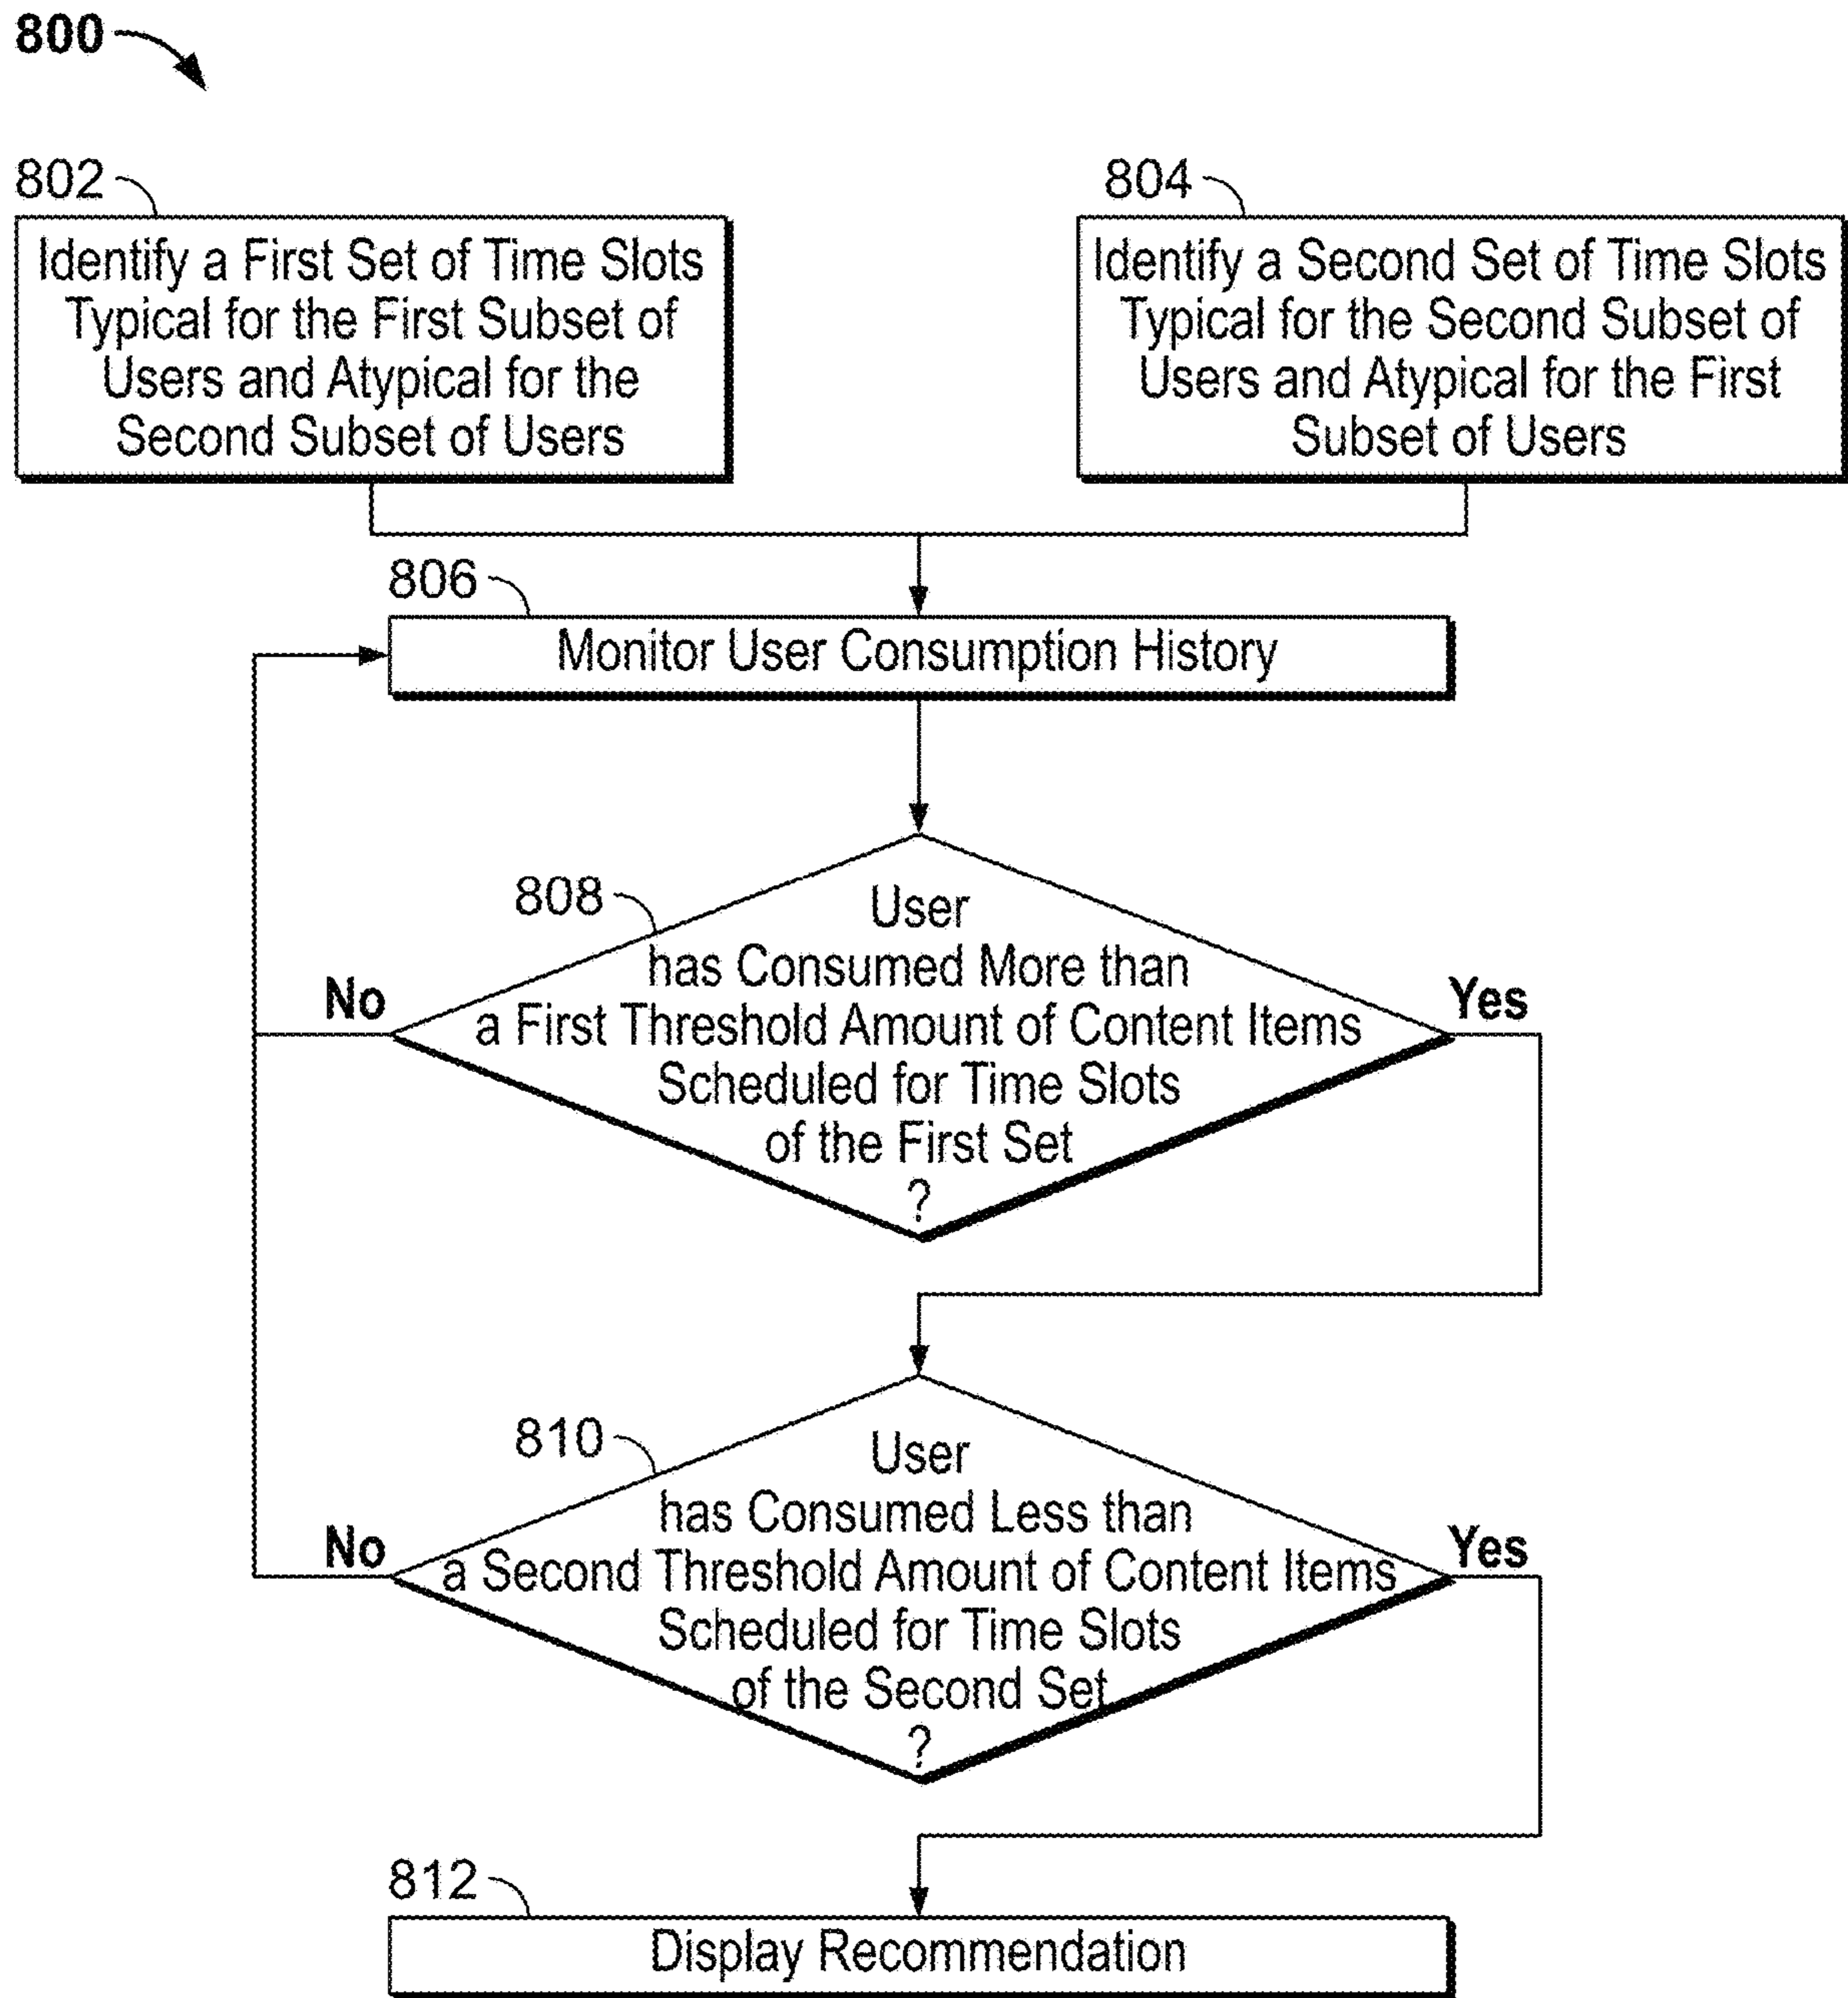 800
802
Identify a First Set of Time Slots
Typical for the First Subset of
Users and Atypical for the
Second Subset of Users
804
Identify a Second Set of Time Slots
Typical for the Second Subset of
Users and Atypical for the First
Subset of Users
806
Monitor User Consumption History
808
User
has Consumed More than
a First Threshold Amount of Content Items
Scheduled for Time Slots
of the First Set
?
No
Yes
810
User
has Consumed Less than
a Second Threshold Amount of Content Items
Scheduled for Time Slots
of the Second Set
?
No
Yes
812
Display Recommendation